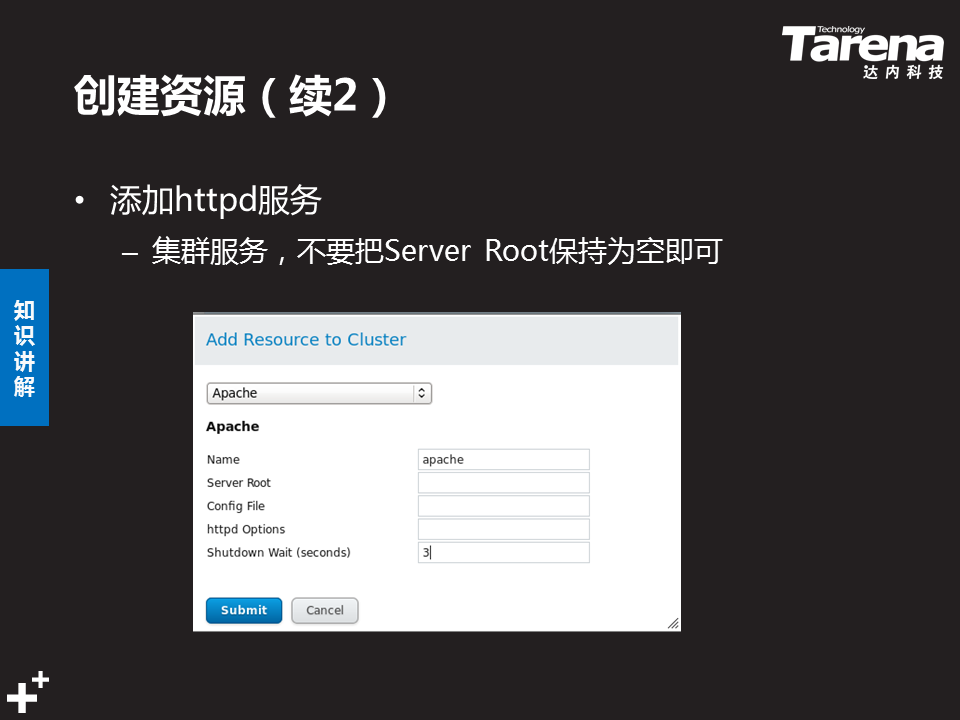 Technology
Tarena
达内科技
创建资源（续2）
• 添加httpd服务
– 集群服务，不要把Server Root保持为空即可
知识讲解
Add Resource to Cluster
Apache
Apache
Name apache
Server Root
Config File
httpd Options
Shutdown Wait (seconds) 3
Submit Cancel